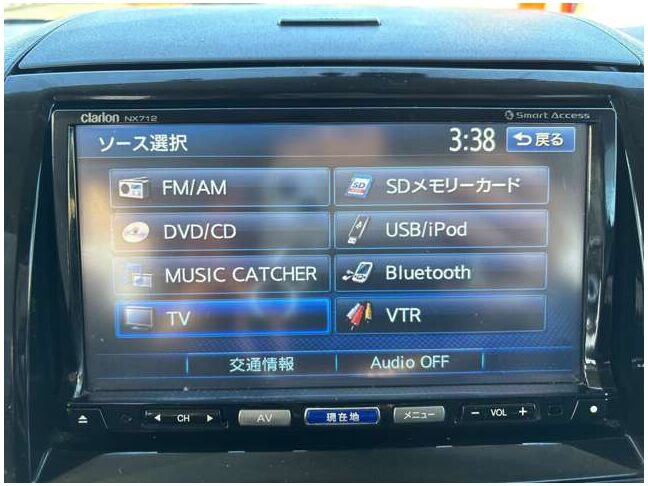 clarion NX712
Smart Access
ソース選択
3:38
戻る
FM/AM
SDメモリーカード
SD
DVD/CD
USB/iPod
MUSIC CATCHER
Bluetooth
TV
VTR
交通情報
Audio OFF
CH
AV
現在地
メニュー
− VOL +